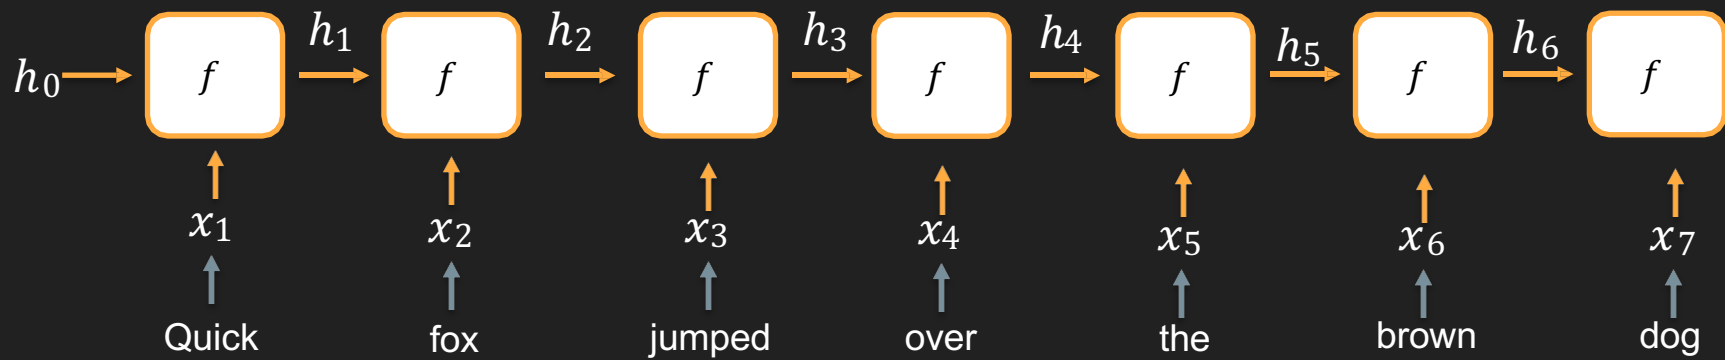 h₁ h₂ h₃ h₄ h₅ h₆
h₀ f f f f f f f
x₁ x₂ x₃ x₄ x₅ x₆ x₇
Quick fox jumped over the brown dog